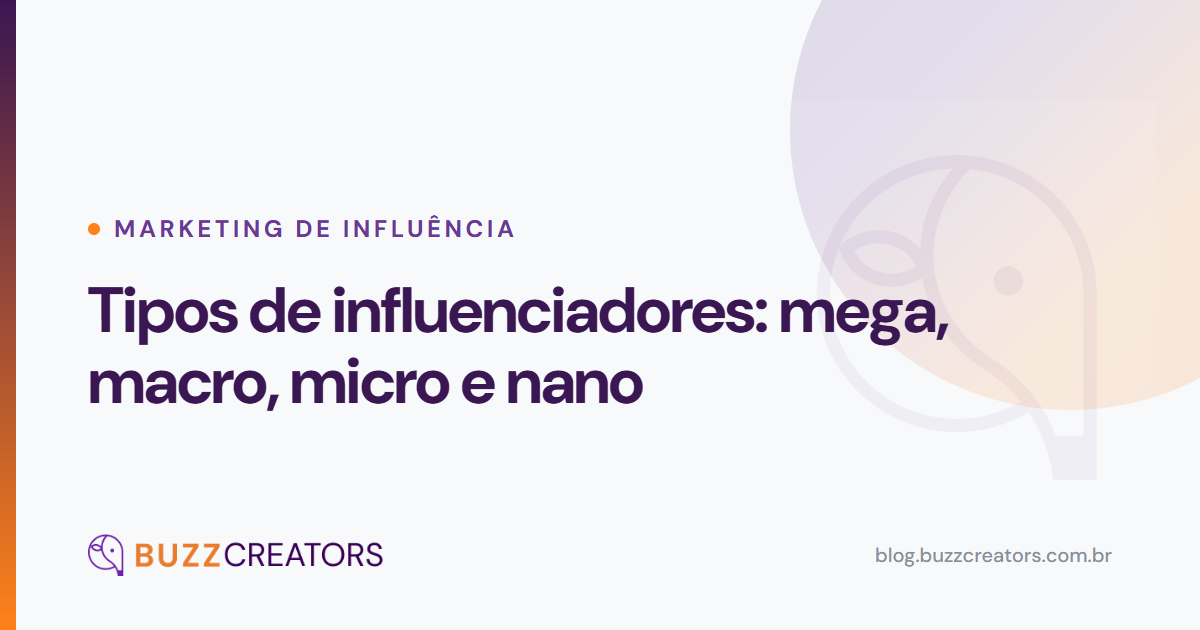 MARKETING DE INFLUÊNCIA
Tipos de influenciadores: mega,
macro, micro e nano
BUZZCREATORS
blog.buzzcreators.com.br